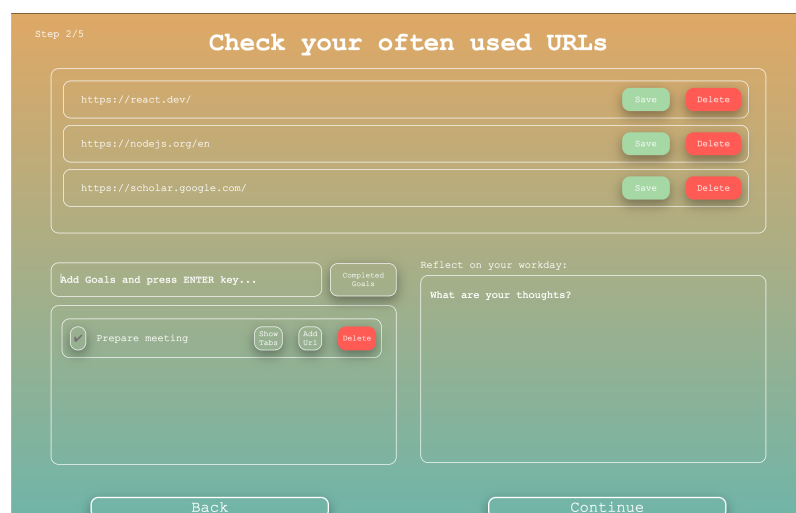 Step 2/5
Check your often used URLs
https://react.dev/
Save
Delete
https://nodejs.org/en
Save
Delete
https://scholar.google.com/
Save
Delete
Add Goals and press ENTER key...
Completed
Goals
Prepare meeting
Show
Tabs
Add
Url
Delete
Reflect on your workday:
What are your thoughts?
Back
Continue